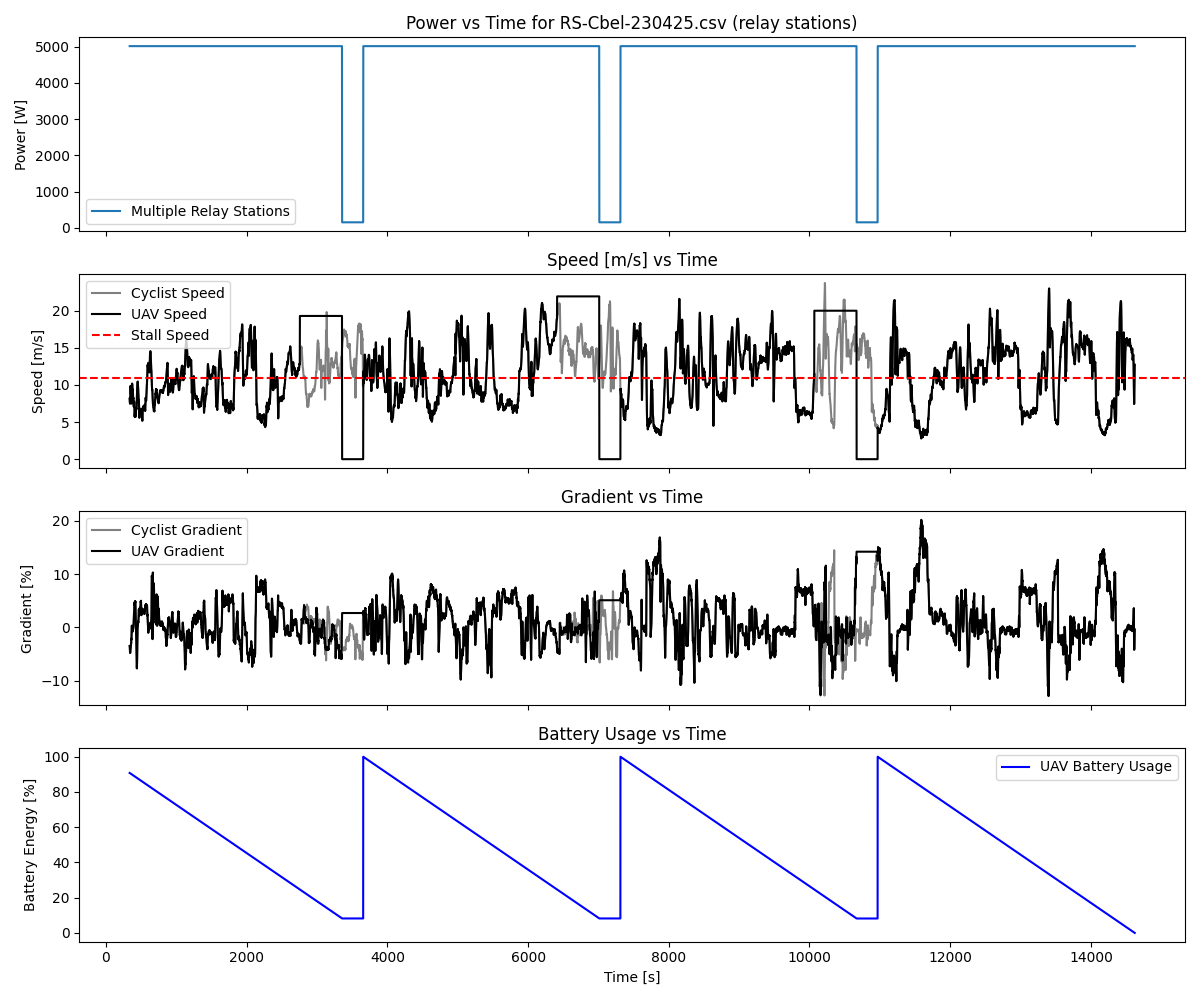 Power vs Time for RS-Cbel-230425.csv (relay stations)
5000
4000
3000
2000
1000
0
Power [W]
Multiple Relay Stations
Speed [m/s] vs Time
20
15
10
5
0
Speed [m/s]
Cyclist Speed
UAV Speed
Stall Speed
Gradient vs Time
20
10
0
−10
Gradient [%]
Cyclist Gradient
UAV Gradient
Battery Usage vs Time
100
80
60
40
20
0
Battery Energy [%]
UAV Battery Usage
0 2000 4000 6000 8000 10000 12000 14000
Time [s]